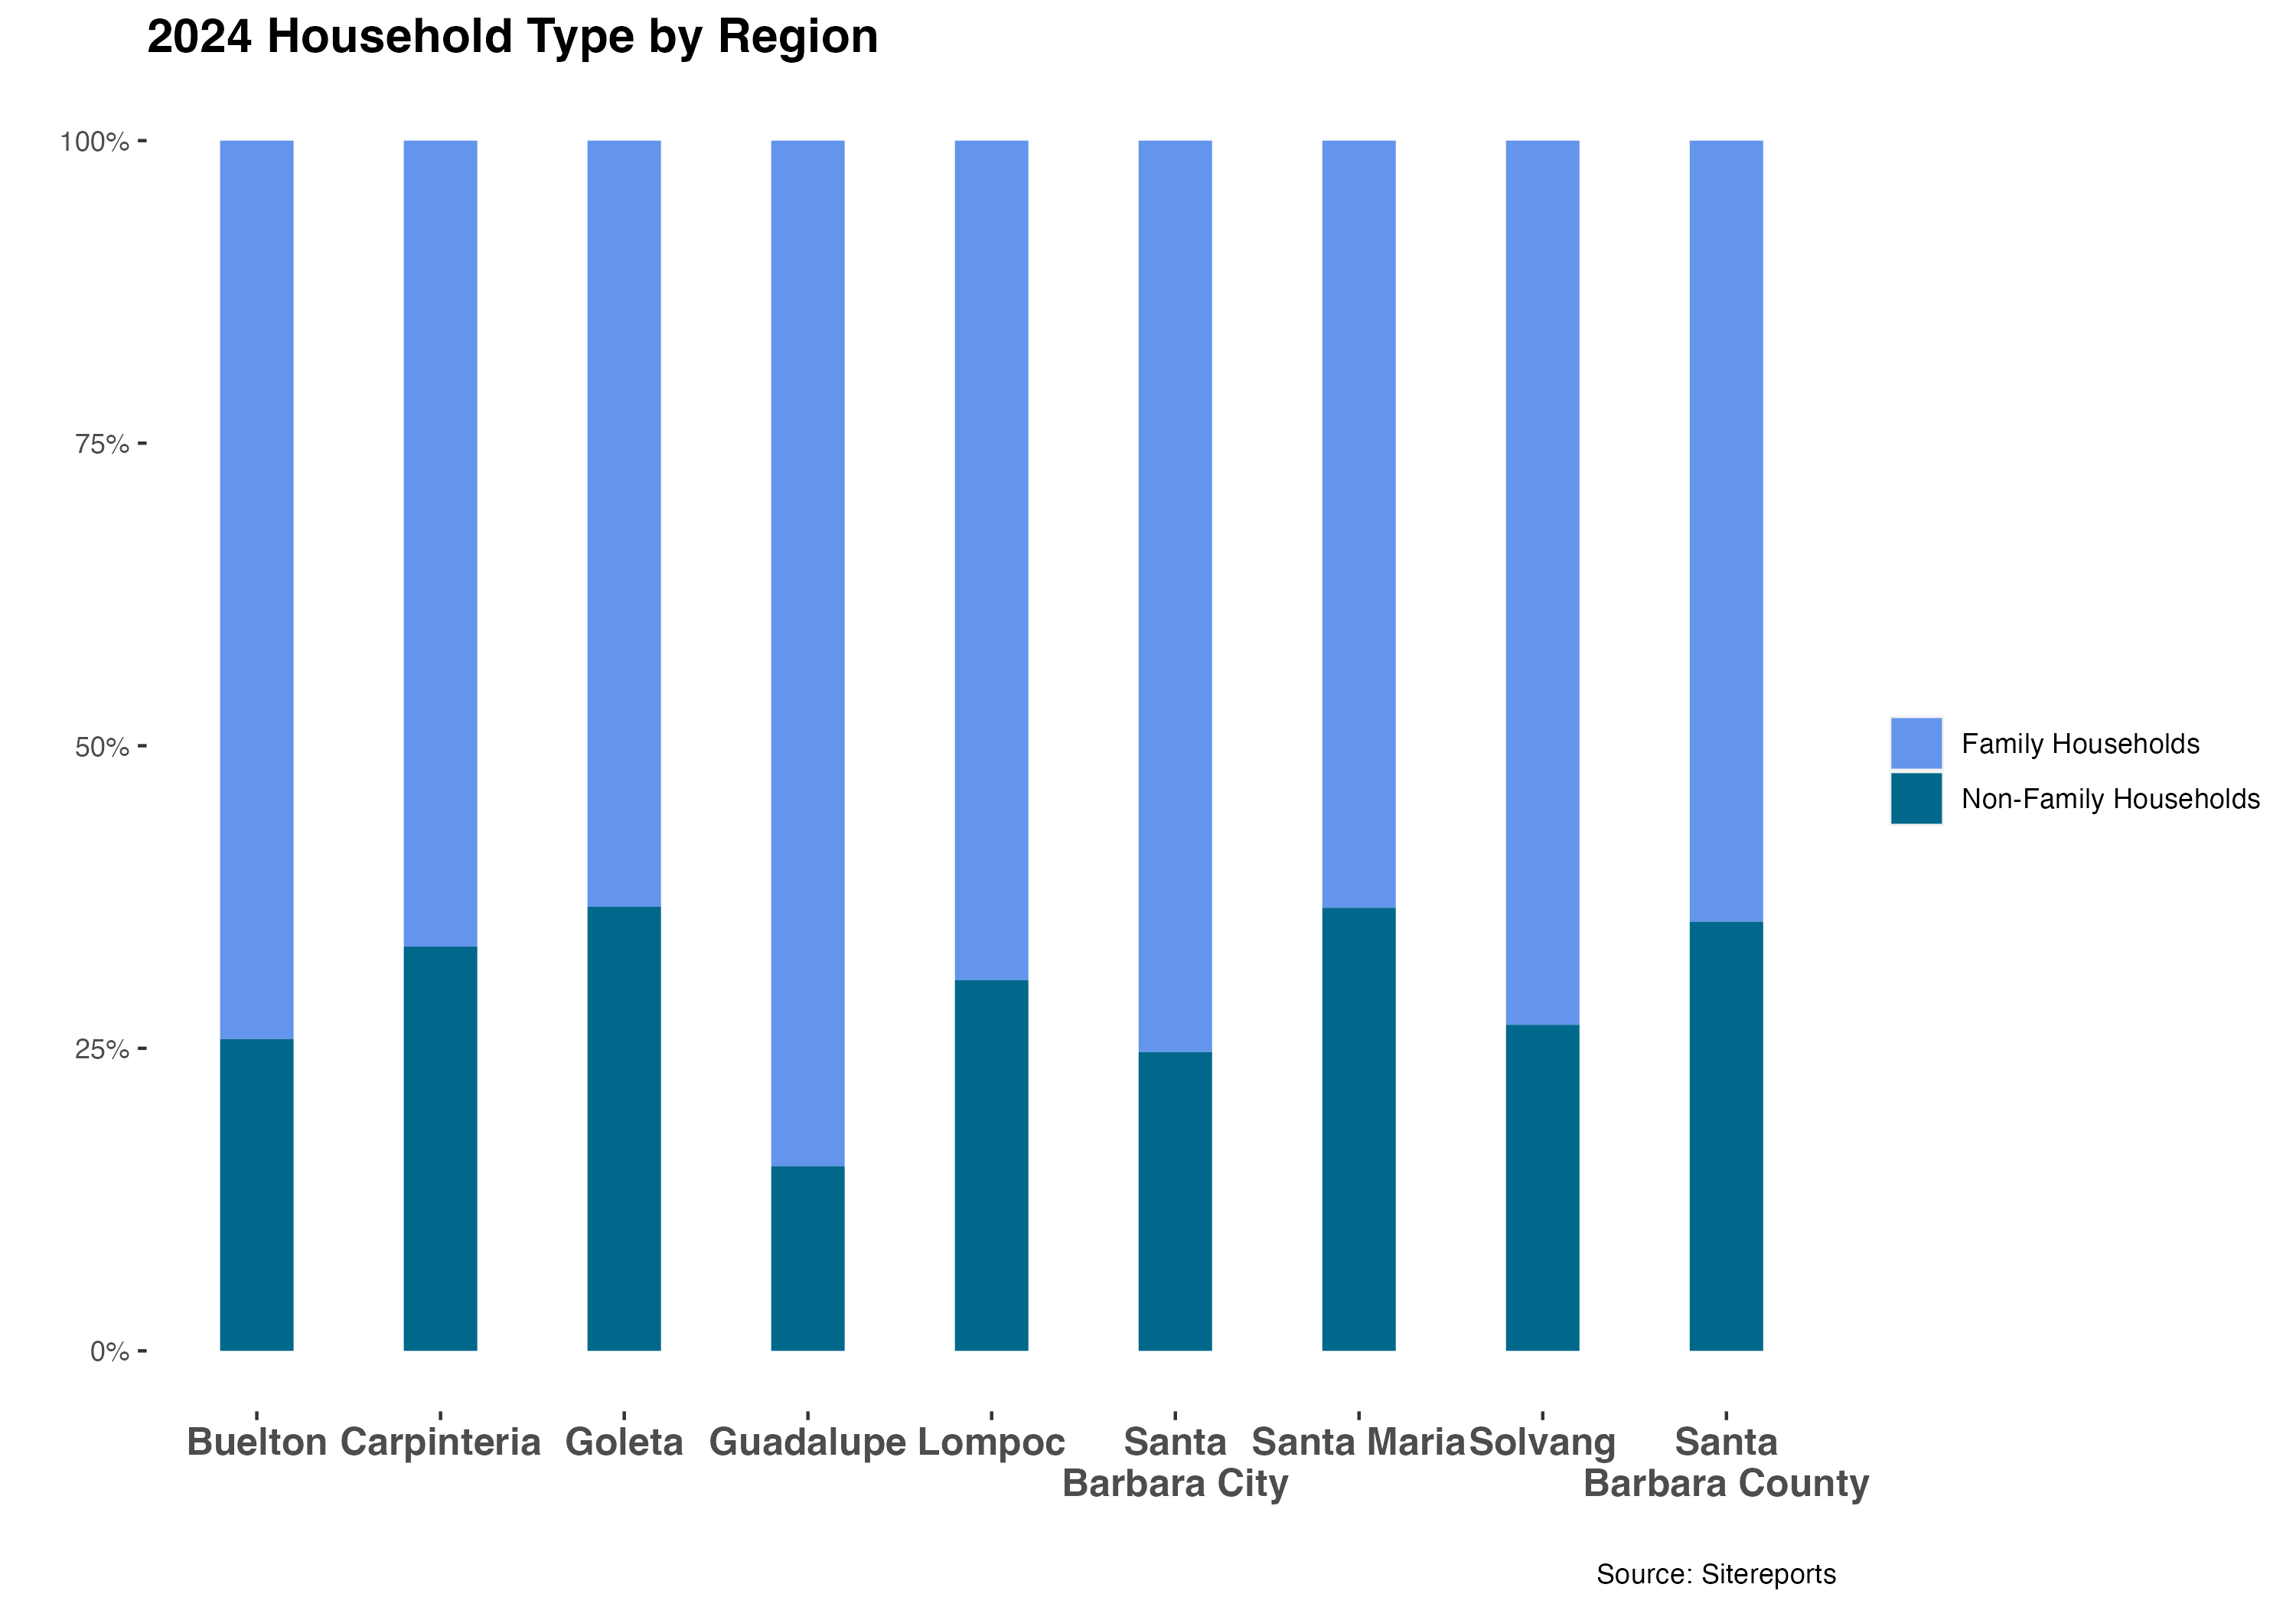 2024 Household Type by Region
100%
75%
50%
25%
0%
Family Households
Non-Family Households
Buelton Carpinteria Goleta Guadalupe Lompoc Santa Barbara City Santa Maria Solvang Santa Barbara County
Source: Sitereports